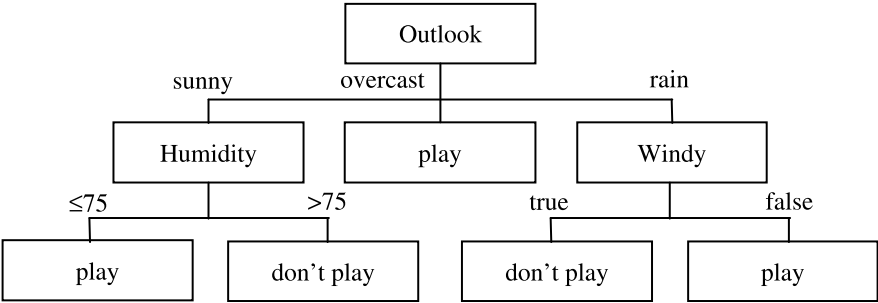 Outlook
sunny overcast rain
Humidity play Windy
≤75 >75 true false
play don't play don't play play